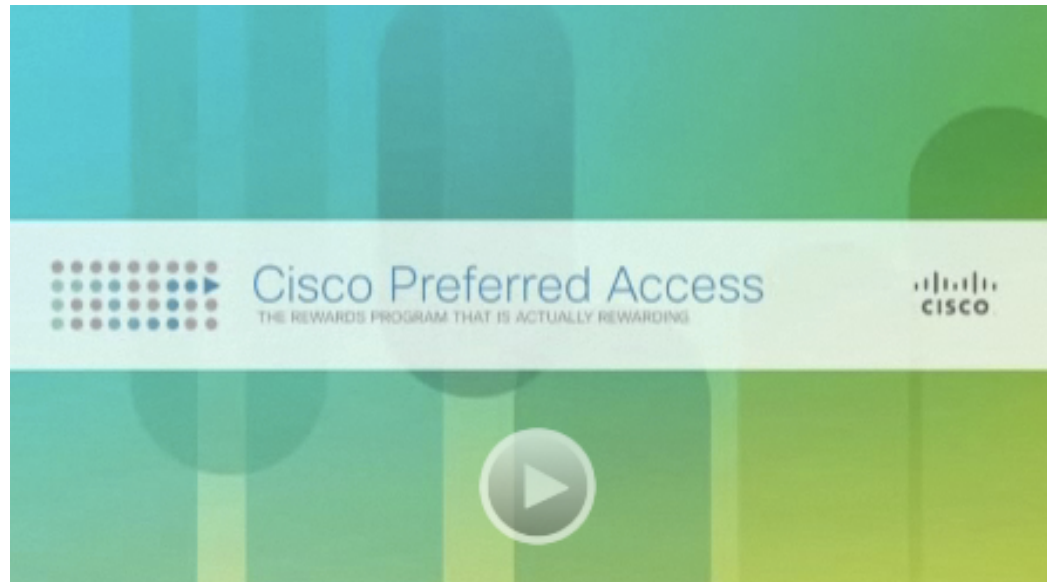 Cisco Preferred Access
THE REWARDS PROGRAM THAT IS ACTUALLY REWARDING
CISCO